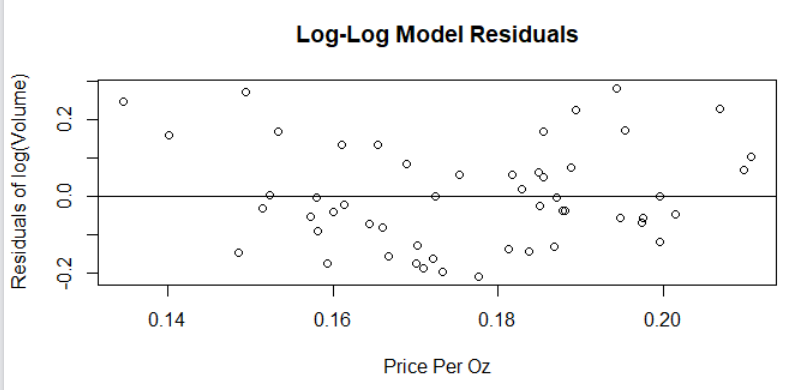 Log-Log Model Residuals
Residuals of log(Volume)
0.2
0.0
-0.2
0.14 0.16 0.18 0.20
Price Per Oz